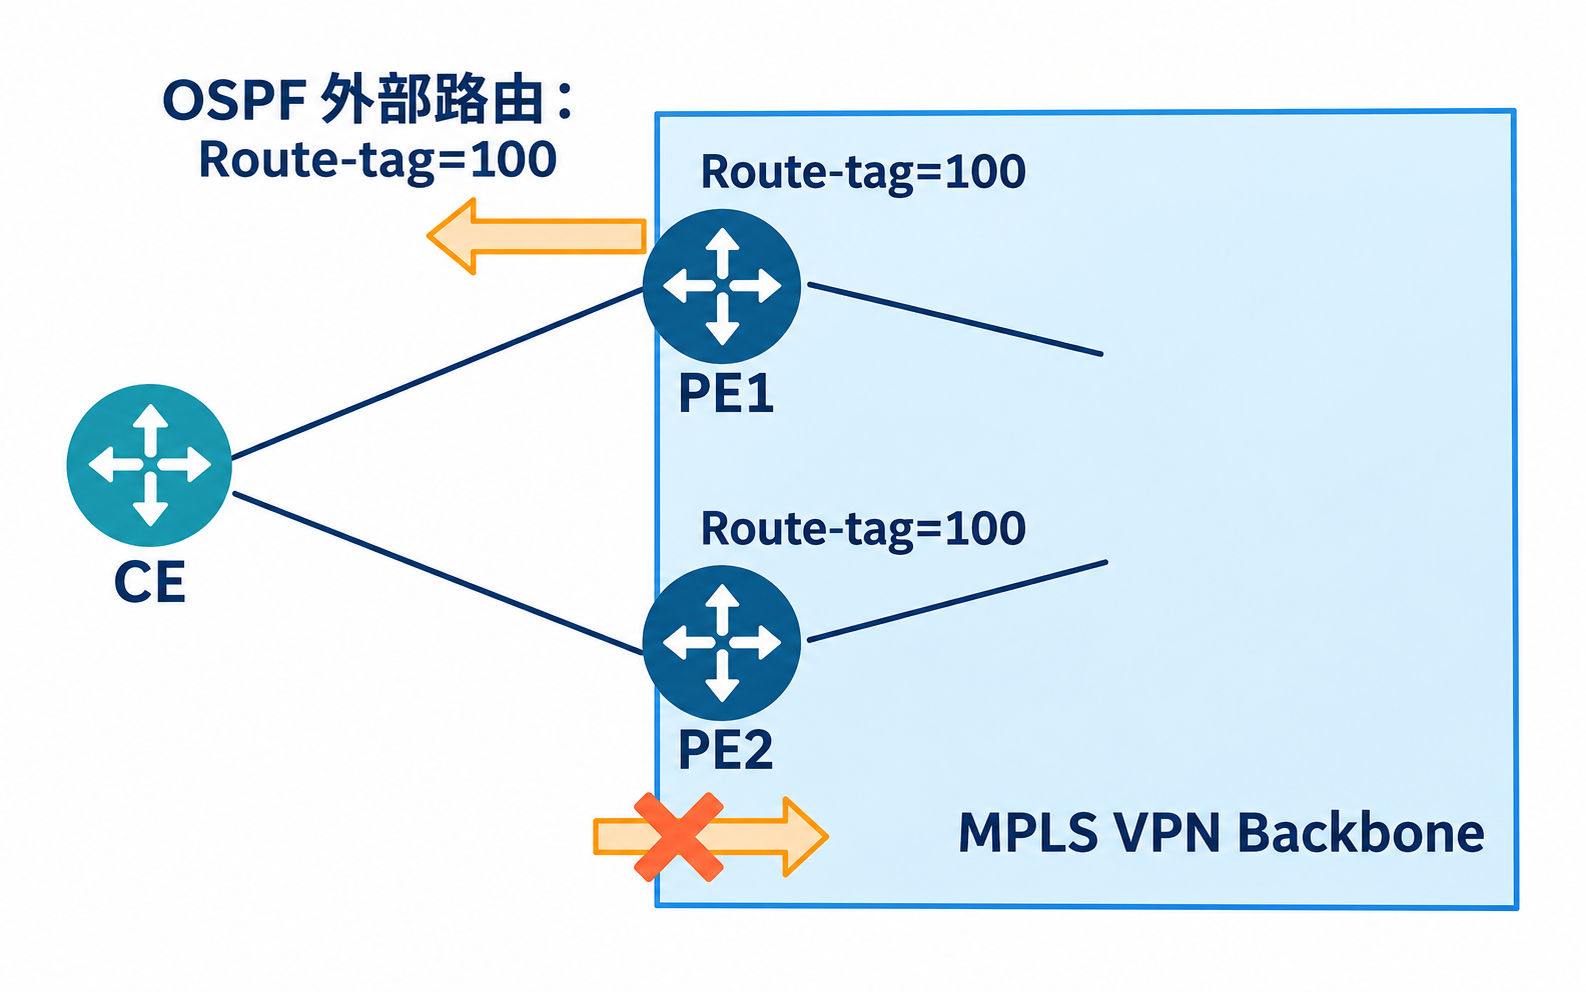 OSPF 外部路由：
Route-tag=100
Route-tag=100
PE1
CE
Route-tag=100
PE2
MPLS VPN Backbone